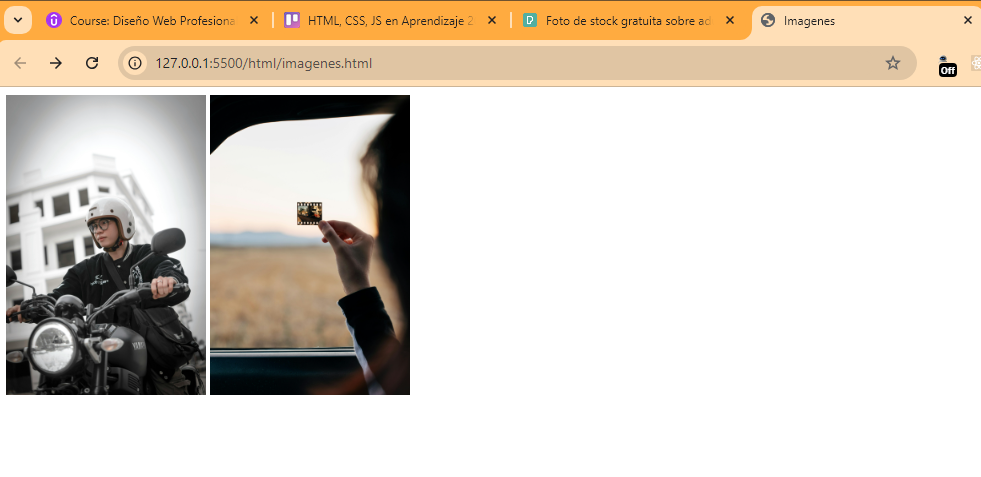 Course: Diseño Web Profesiona
HTML, CSS, JS en Aprendizaje 2
Foto de stock gratuita sobre ad
Imagenes
127.0.0.1:5500/html/imagenes.html
Off